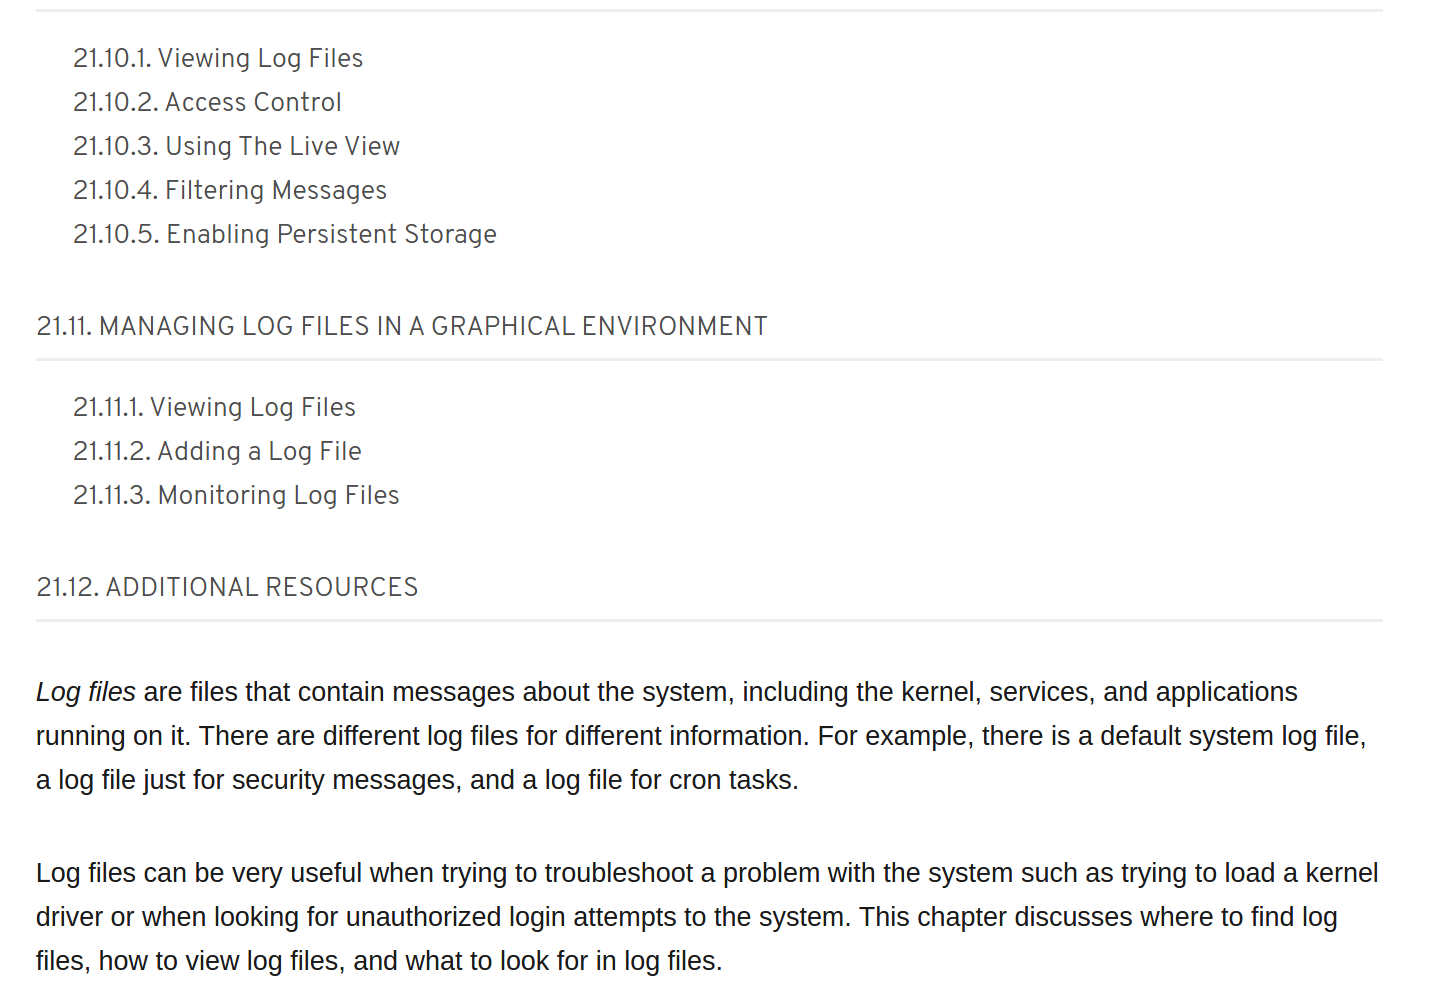 21.10.1. Viewing Log Files
21.10.2. Access Control
21.10.3. Using The Live View
21.10.4. Filtering Messages
21.10.5. Enabling Persistent Storage
21.11. MANAGING LOG FILES IN A GRAPHICAL ENVIRONMENT
21.11.1. Viewing Log Files
21.11.2. Adding a Log File
21.11.3. Monitoring Log Files
21.12. ADDITIONAL RESOURCES
Log files are files that contain messages about the system, including the kernel, services, and applications
running on it. There are different log files for different information. For example, there is a default system log file,
a log file just for security messages, and a log file for cron tasks.
Log files can be very useful when trying to troubleshoot a problem with the system such as trying to load a kernel
driver or when looking for unauthorized login attempts to the system. This chapter discusses where to find log
files, how to view log files, and what to look for in log files.